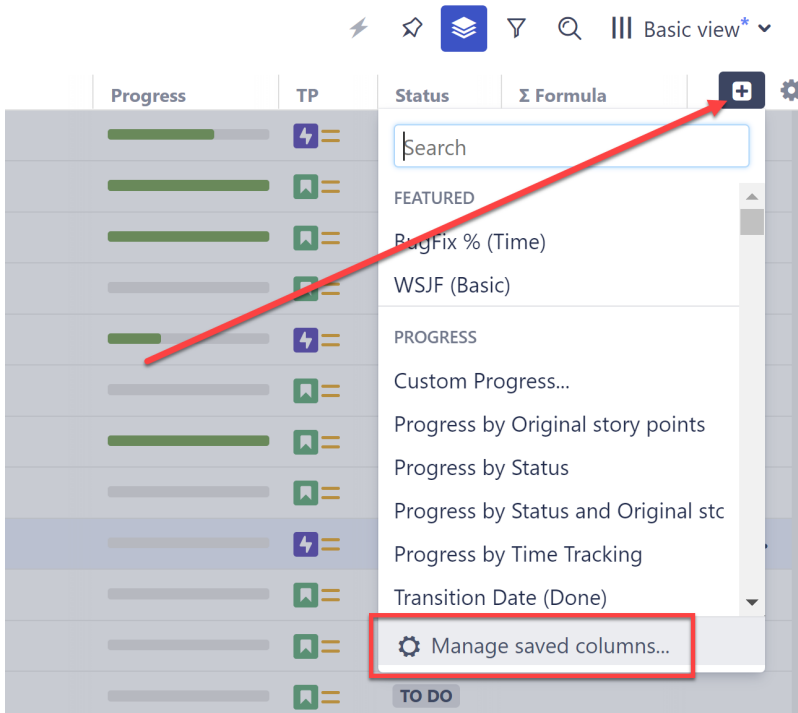 Basic view*
Progress TP Status Σ Formula
Search
FEATURED
BugFix % (Time)
WSJF (Basic)
PROGRESS
Custom Progress...
Progress by Original story points
Progress by Status
Progress by Status and Original stc
Progress by Time Tracking
Transition Date (Done)
Manage saved columns...
TO DO